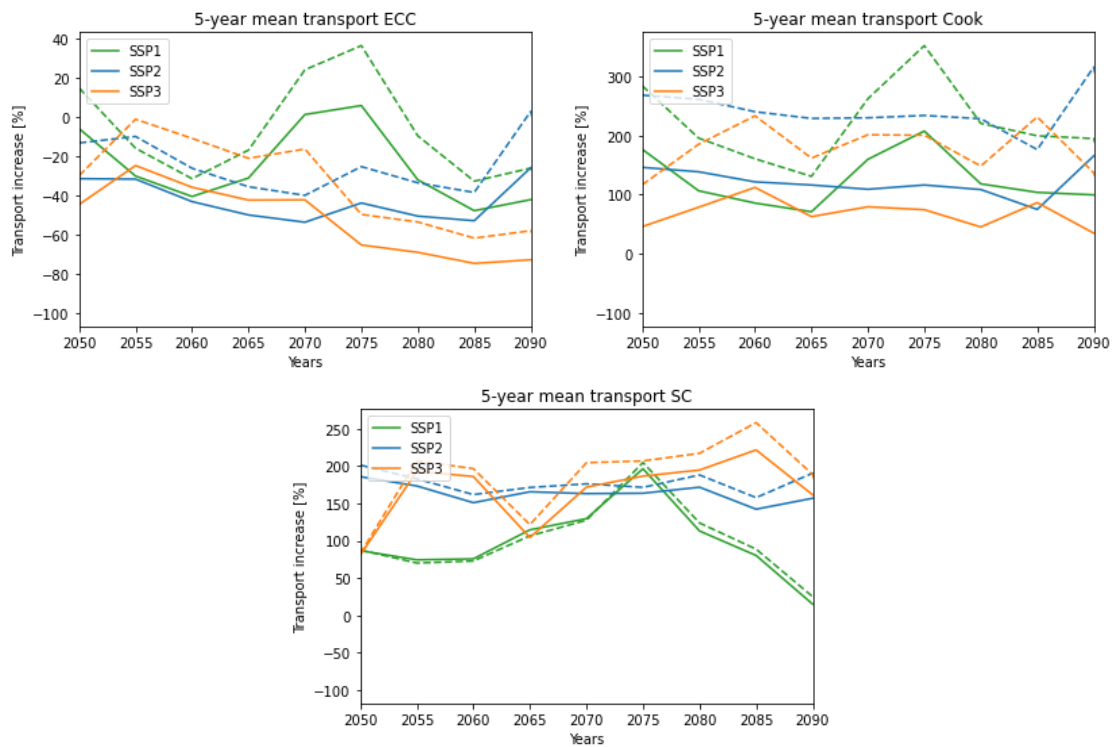 5-year mean transport ECC
Transport increase [%]
40
20
0
−20
−40
−60
−80
−100
SSP1
SSP2
SSP3
2050 2055 2060 2065 2070 2075 2080 2085 2090
Years
5-year mean transport Cook
Transport increase [%]
300
200
100
0
−100
SSP1
SSP2
SSP3
2050 2055 2060 2065 2070 2075 2080 2085 2090
Years
5-year mean transport SC
Transport increase [%]
250
200
150
100
50
0
−50
−100
SSP1
SSP2
SSP3
2050 2055 2060 2065 2070 2075 2080 2085 2090
Years